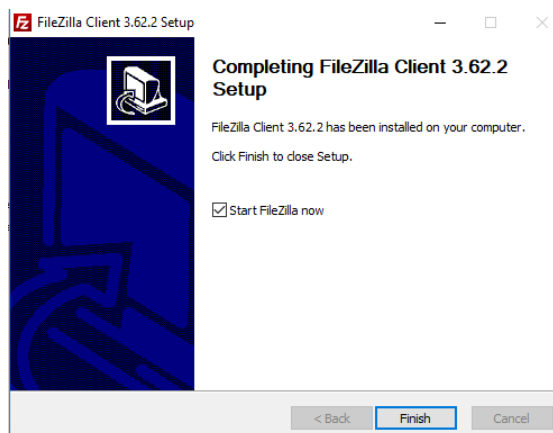 Fz FileZilla Client 3.62.2 Setup
Completing FileZilla Client 3.62.2
Setup
FileZilla Client 3.62.2 has been installed on your computer.
Click Finish to close Setup.
Start FileZilla now
< Back Finish Cancel